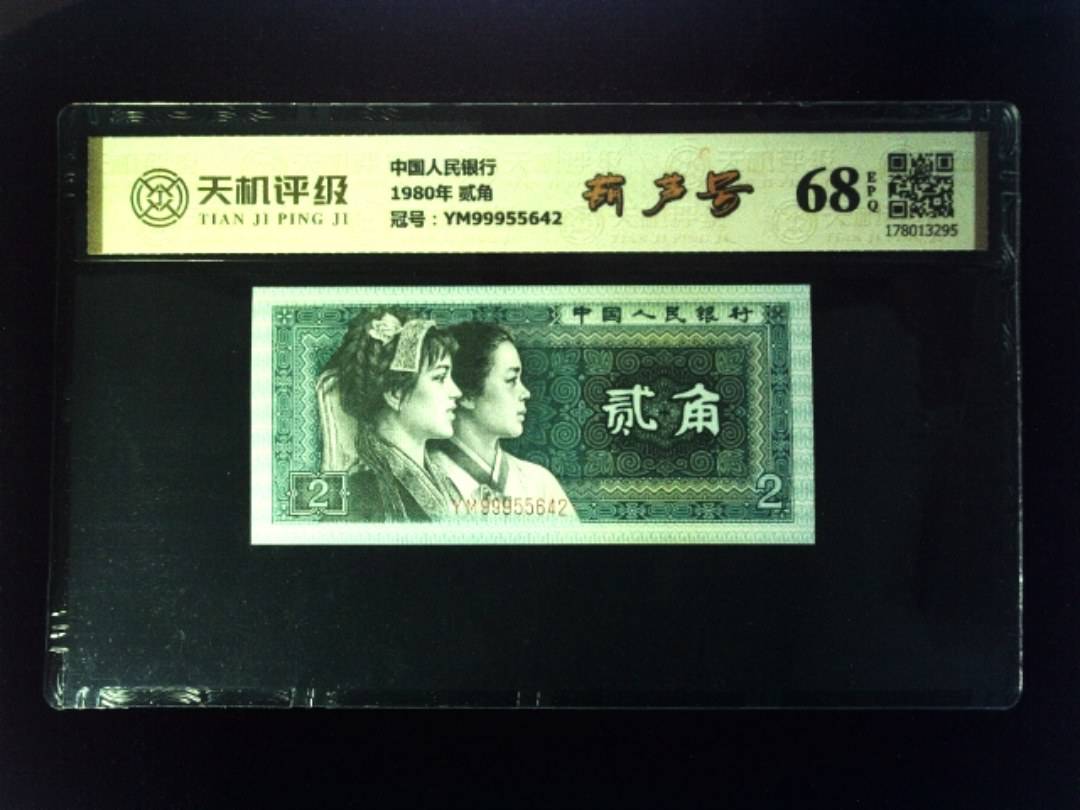 天机评级
TIAN JI PING JI
中国人民银行
1980年 贰角
冠号：YM99955642
葫芦号
68
EPQ
178013295
中国人民银行
贰角
2
2
YM99955642